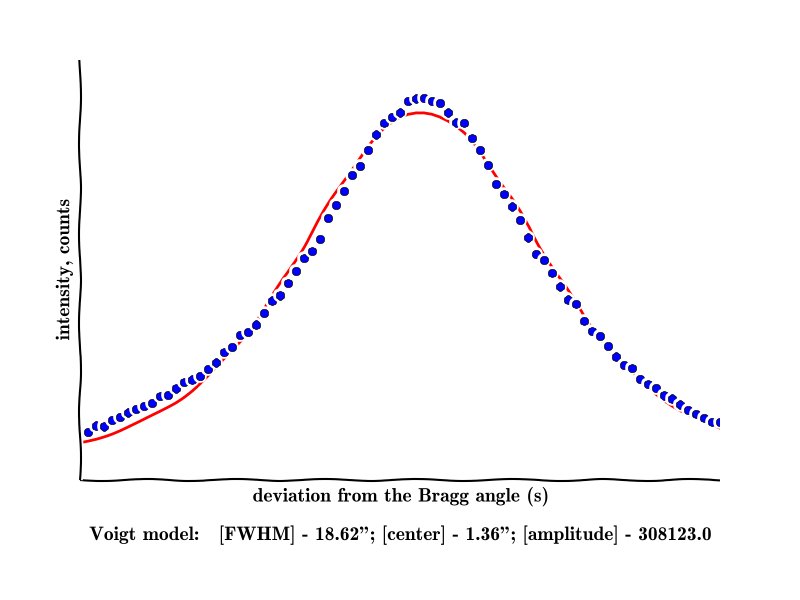 intensity, counts
deviation from the Bragg angle (s)
Voigt model: [FWHM] - 18.62”; [center] - 1.36”; [amplitude] - 308123.0